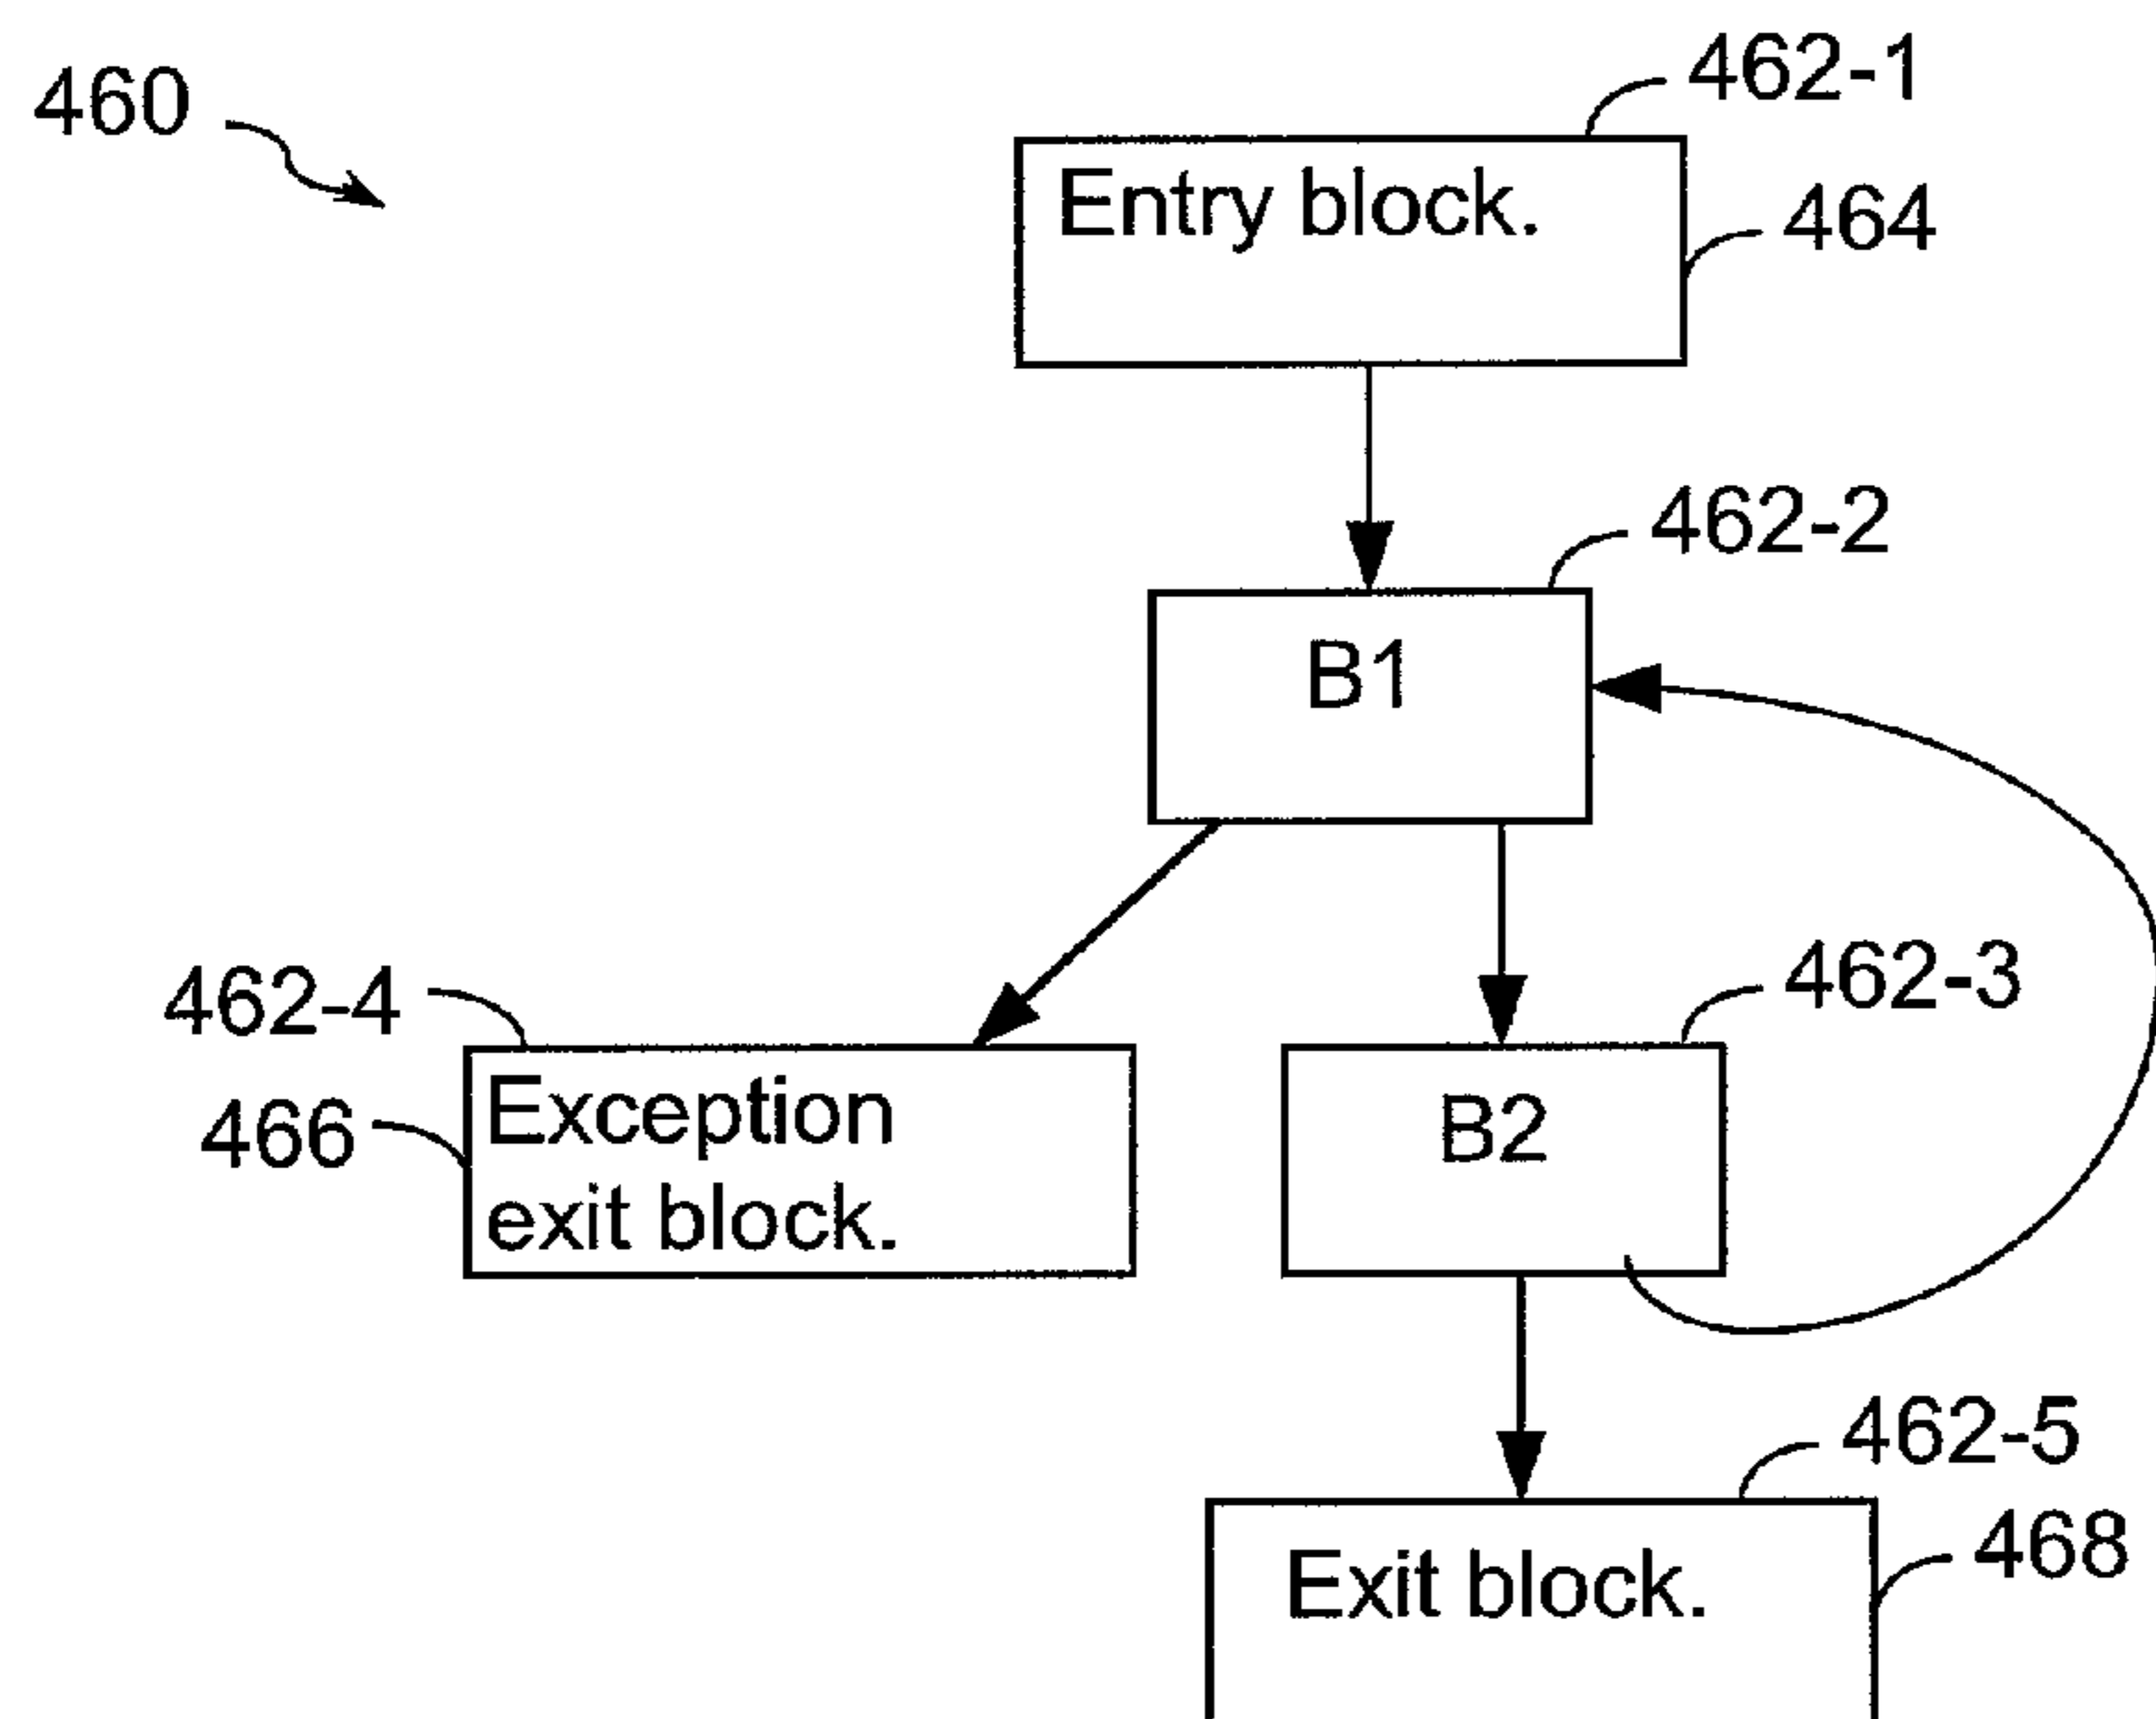 460
462-1
Entry block.
464
462-2
B1
462-4
462-3
466
Exception
exit block.
B2
462-5
Exit block.
468